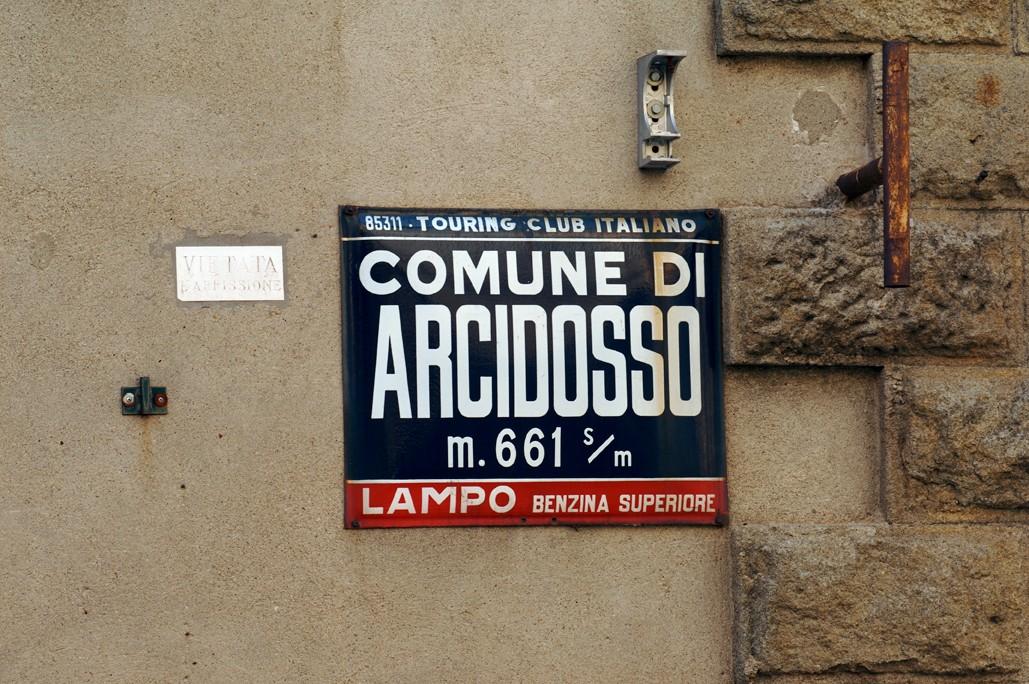 85311 · TOURING CLUB ITALIANO
COMUNE DI
ARCIDOSSO
m. 661 s/m
LAMPO BENZINA SUPERIORE
VIETATA
L'AFFISSIONE